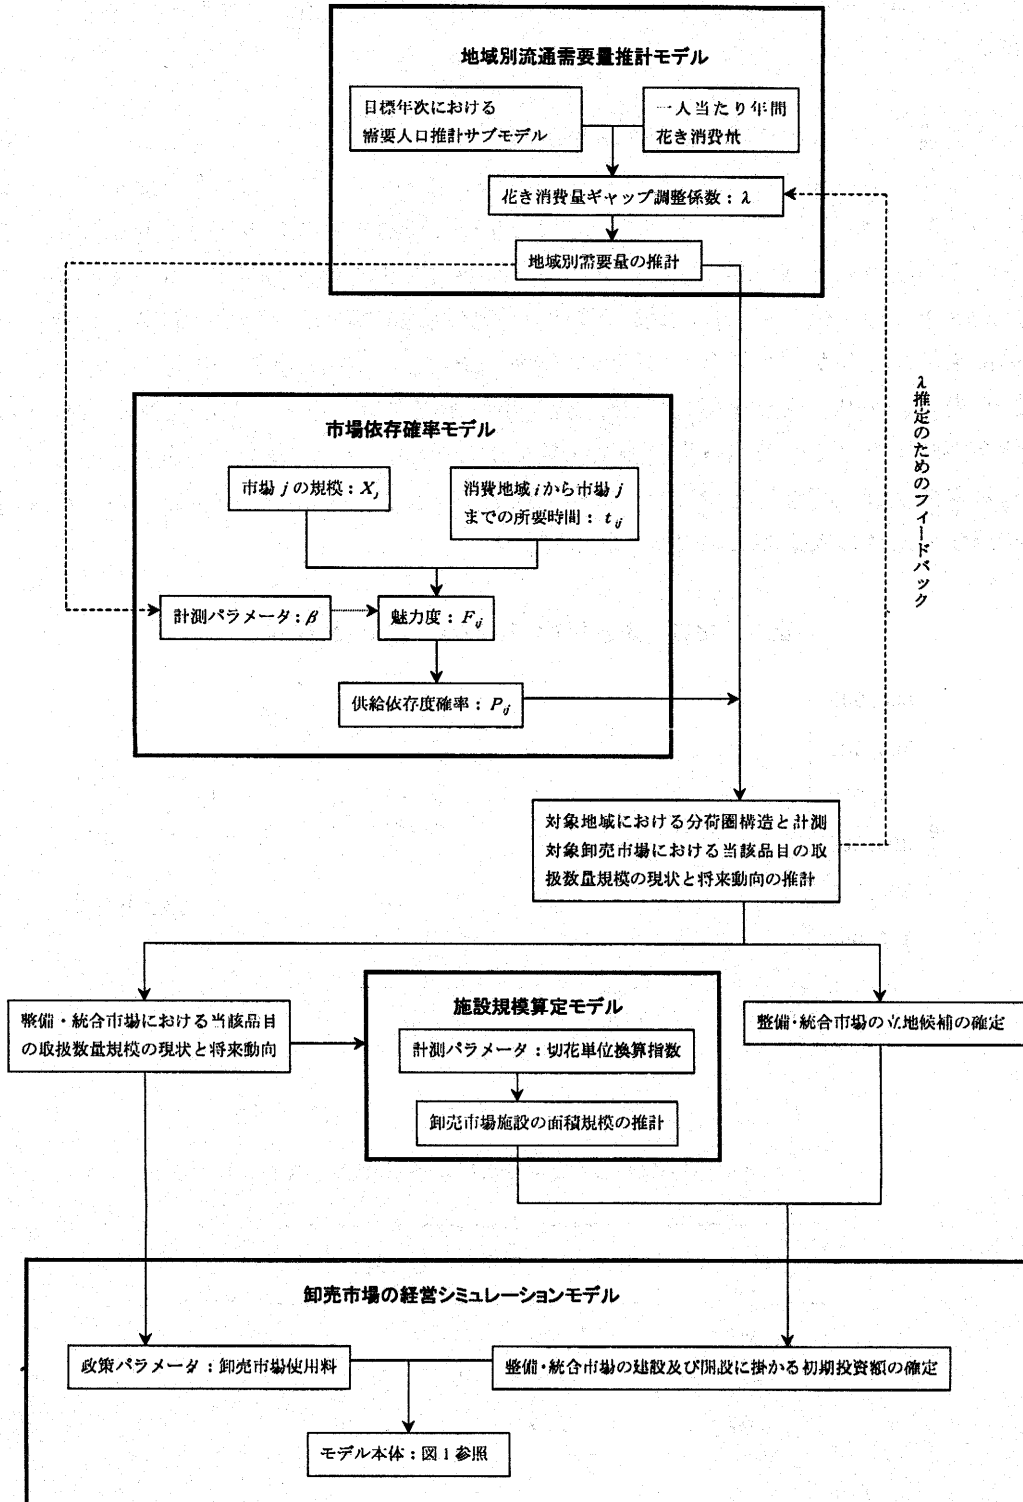 地域別流通需要量推計モデル
目標年次における
需要人口推計サブモデル
一人当たり年間
花き消費量
花き消費量ギャップ調整係数：λ
地域別需要量の推計
λ推定のためのフィードバック
市場依存確率モデル
市場 j の規模：X_j
消費地域 i から市場 j
までの所要時間： t_ij
計測パラメータ：β
魅力度： F_ij
供給依存度確率： P_ij
対象地域における分荷圏構造と計測
対象卸売市場における当該品目の取
扱数量規模の現状と将来動向の推計
整備・統合市場における当該品目
の取扱数量規模の現状と将来動向
施設規模算定モデル
計測パラメータ：切花単位換算指数
卸売市場施設の面積規模の推計
整備・統合市場の立地候補の確定
卸売市場の経営シミュレーションモデル
政策パラメータ：卸売市場使用料
整備・統合市場の建設及び開設に掛かる初期投資額の確定
モデル本体：図１参照